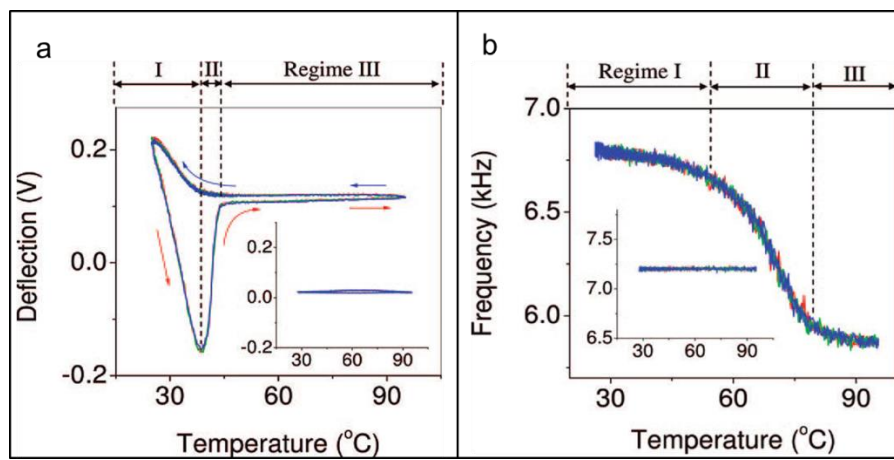 a
I II Regime III
0.2
0.0
-0.2
Deflection (V)
0.2
0.0
-0.2
30 60 90
30 60 90
Temperature (°C)
b
Regime I II III
7.0
6.5
6.0
Frequency (kHz)
7.5
7.0
6.5
30 60 90
30 60 90
Temperature (°C)